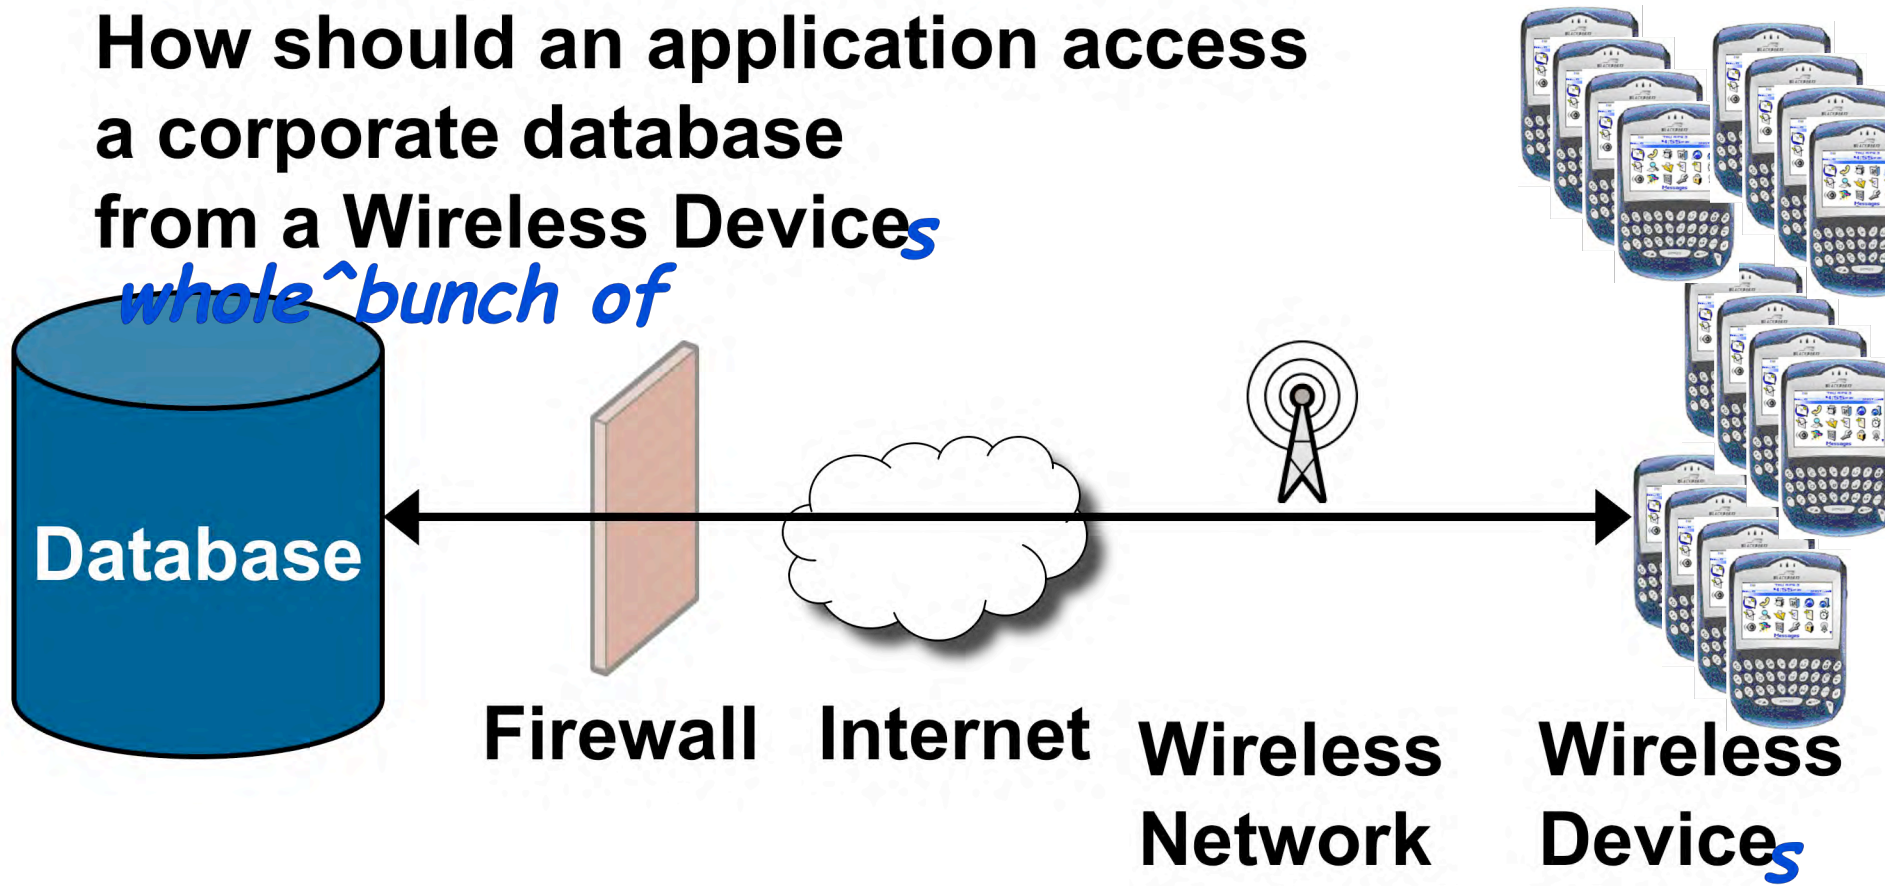 How should an application access
a corporate database
from a Wireless Devices
whole^bunch of
Database
Firewall
Internet
Wireless
Network
Wireless
Devices